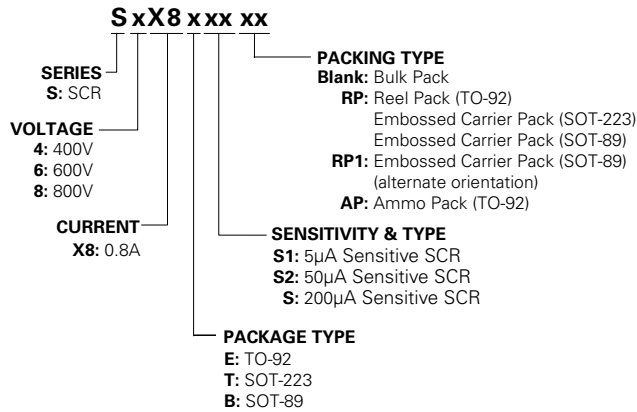 SxX8xxxxx
SERIES
S: SCR
VOLTAGE
4: 400V
6: 600V
8: 800V
CURRENT
X8: 0.8A
PACKING TYPE
Blank: Bulk Pack
RP: Reel Pack (TO-92)
Embossed Carrier Pack (SOT-223)
Embossed Carrier Pack (SOT-89)
RP1: Embossed Carrier Pack (SOT-89)
(alternate orientation)
AP: Ammo Pack (TO-92)
SENSITIVITY & TYPE
S1: 5µA Sensitive SCR
S2: 50µA Sensitive SCR
S: 200µA Sensitive SCR
PACKAGE TYPE
E: TO-92
T: SOT-223
B: SOT-89